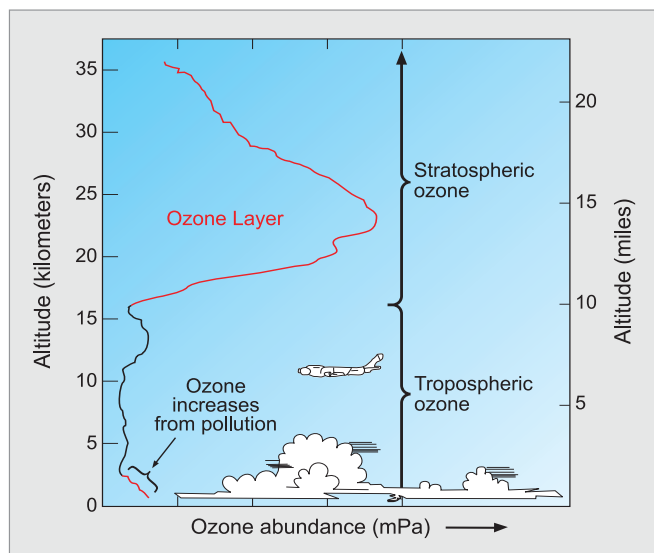 35
30
25
20
15
10
5
0
Altitude (kilometers)
Ozone Layer
Stratospheric
ozone
Tropospheric
ozone
Ozone
increases
from pollution
20
15
10
5
Altitude (miles)
Ozone abundance (mPa)